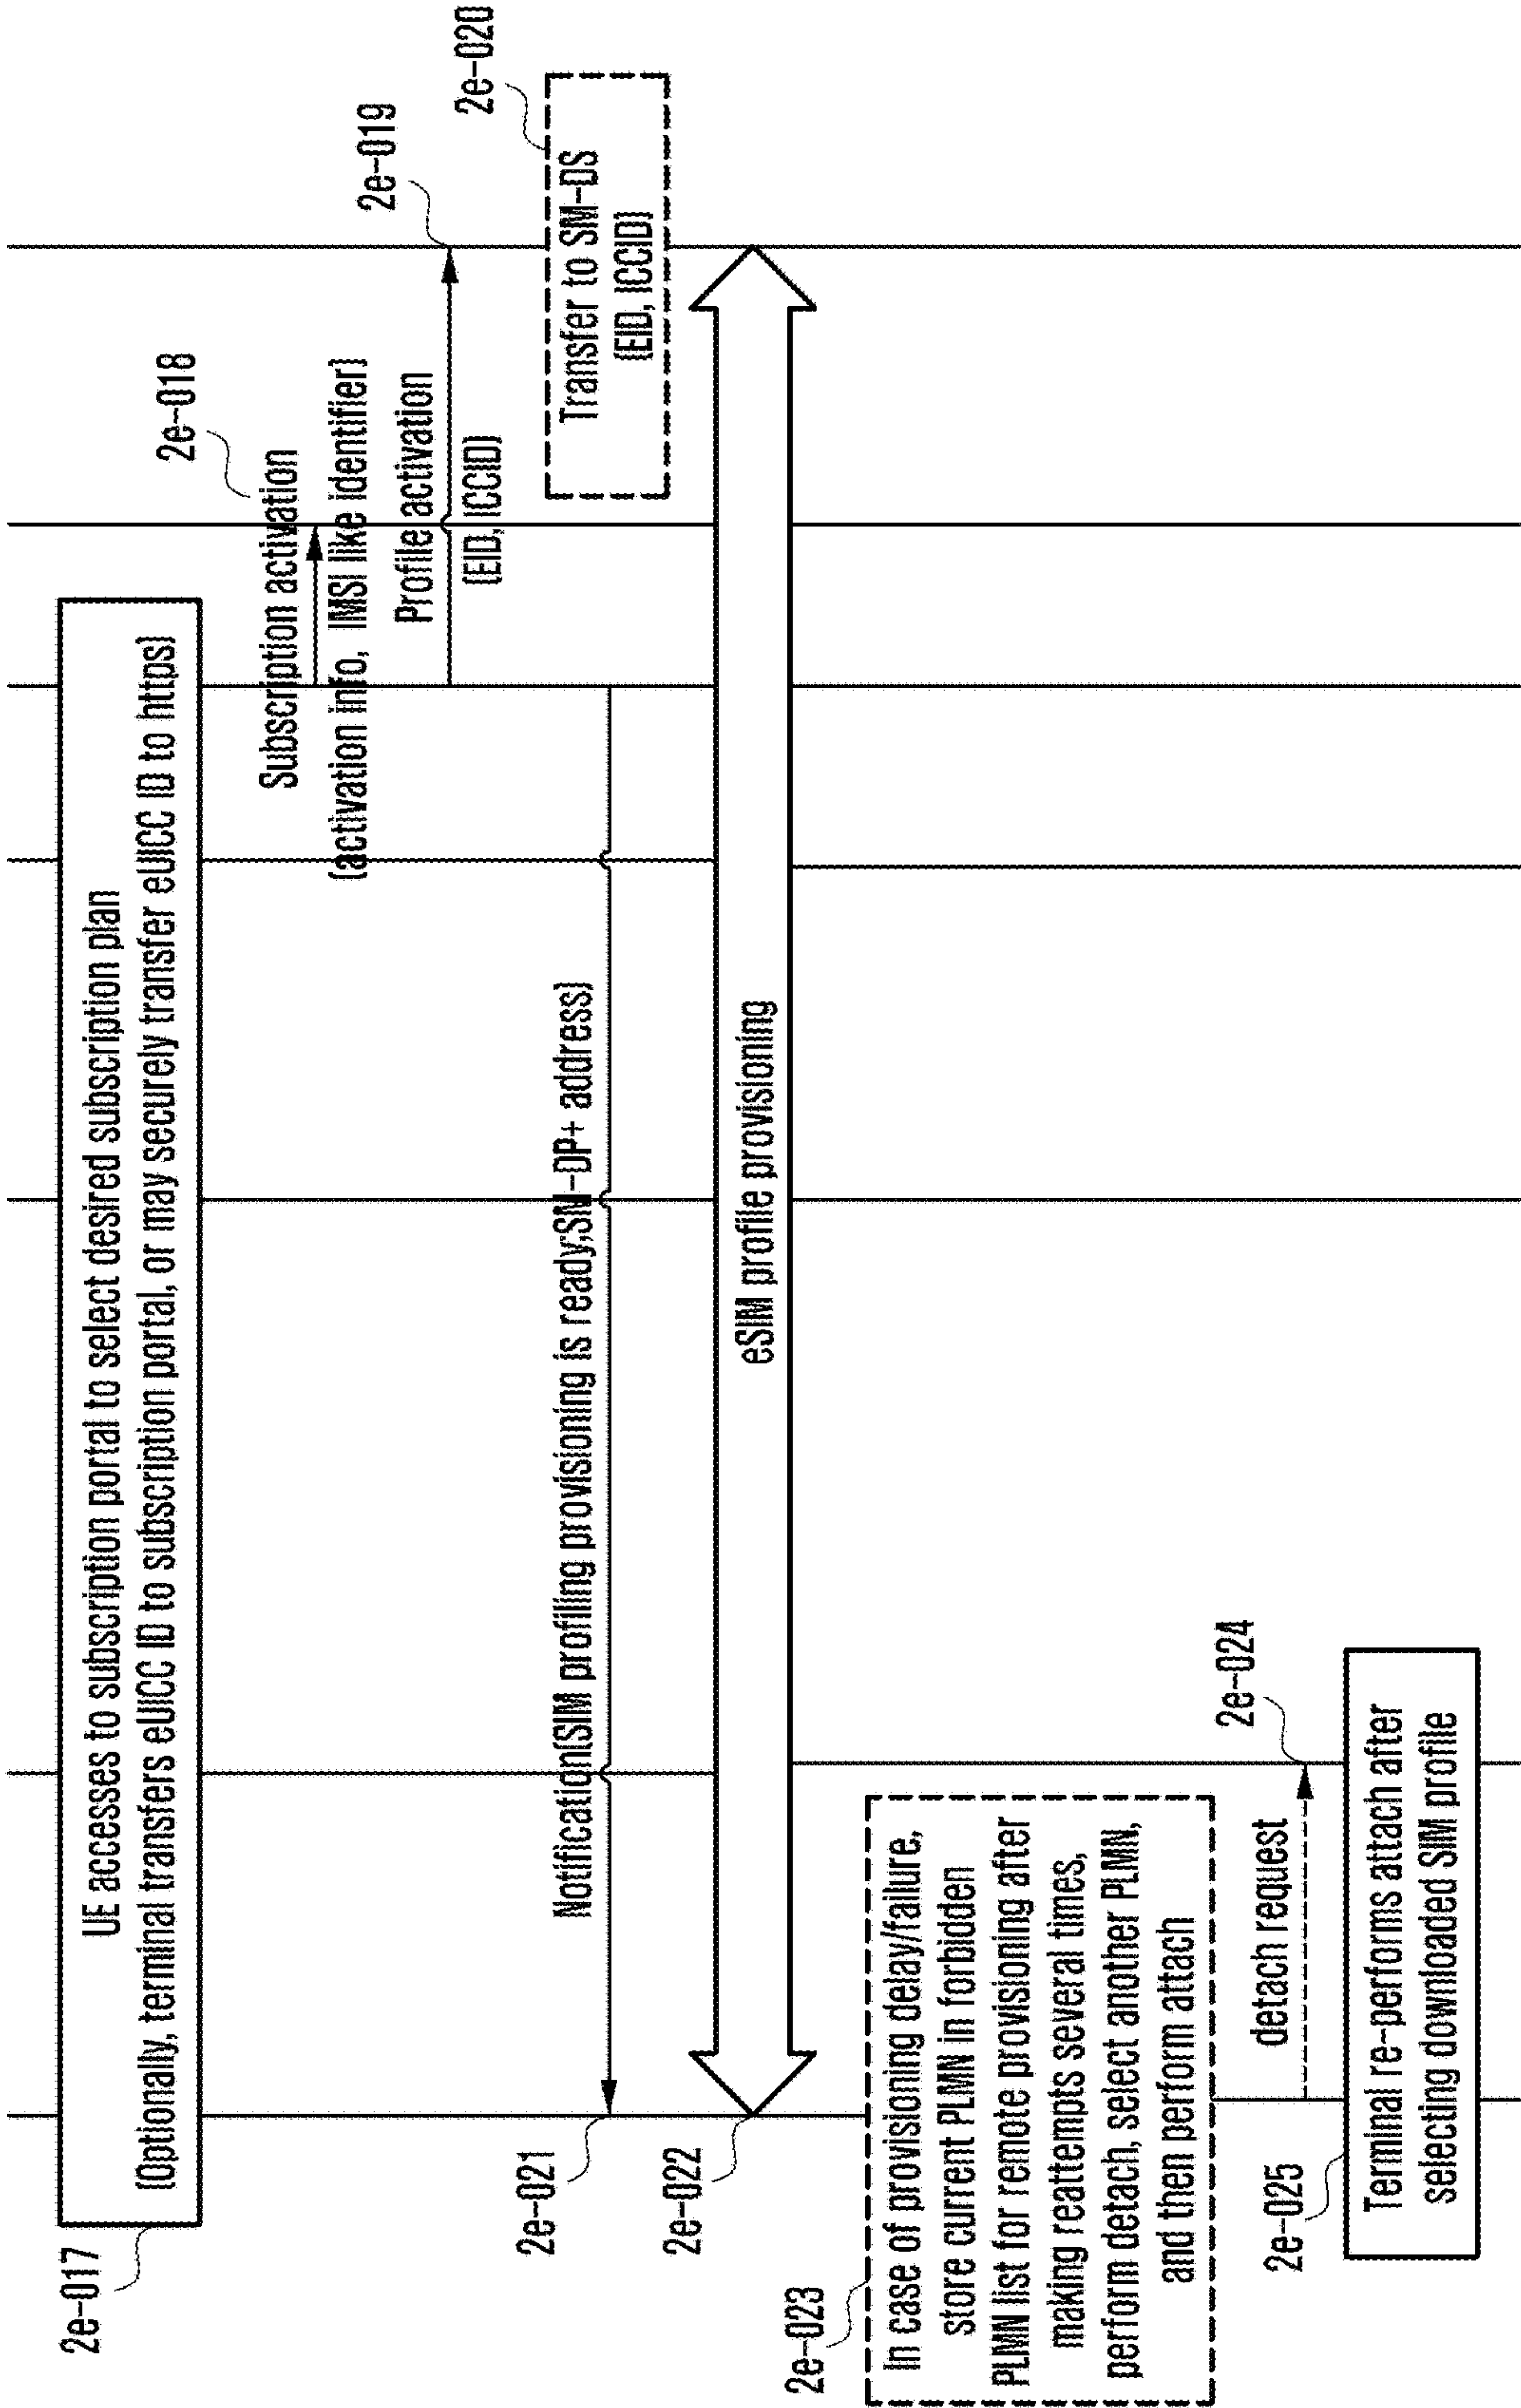 2e-017
UE accesses to subscription portal to select desired subscription plan
(Optionally, terminal transfers eUICC ID to subscription portal, or may securely transfer eUICC ID to https)
2e-018
Subscription activation
(activation info, IMSI like identifier)
2e-019
Profile activation
(EID, ICCID)
2e-020
Transfer to SM-DS
(EID, ICCID)
2e-021
Notification(SIM profiling provisioning is ready,SM-DP+ address)
2e-022
eSIM profile provisioning
2e-023
In case of provisioning delay/failure,
store current PLMN in forbidden
PLMN list for remote provisioning after
making reattempts several times,
perform detach, select another PLMN,
and then perform attach
2e-024
detach request
2e-025
Terminal re-performs attach after
selecting downloaded SIM profile